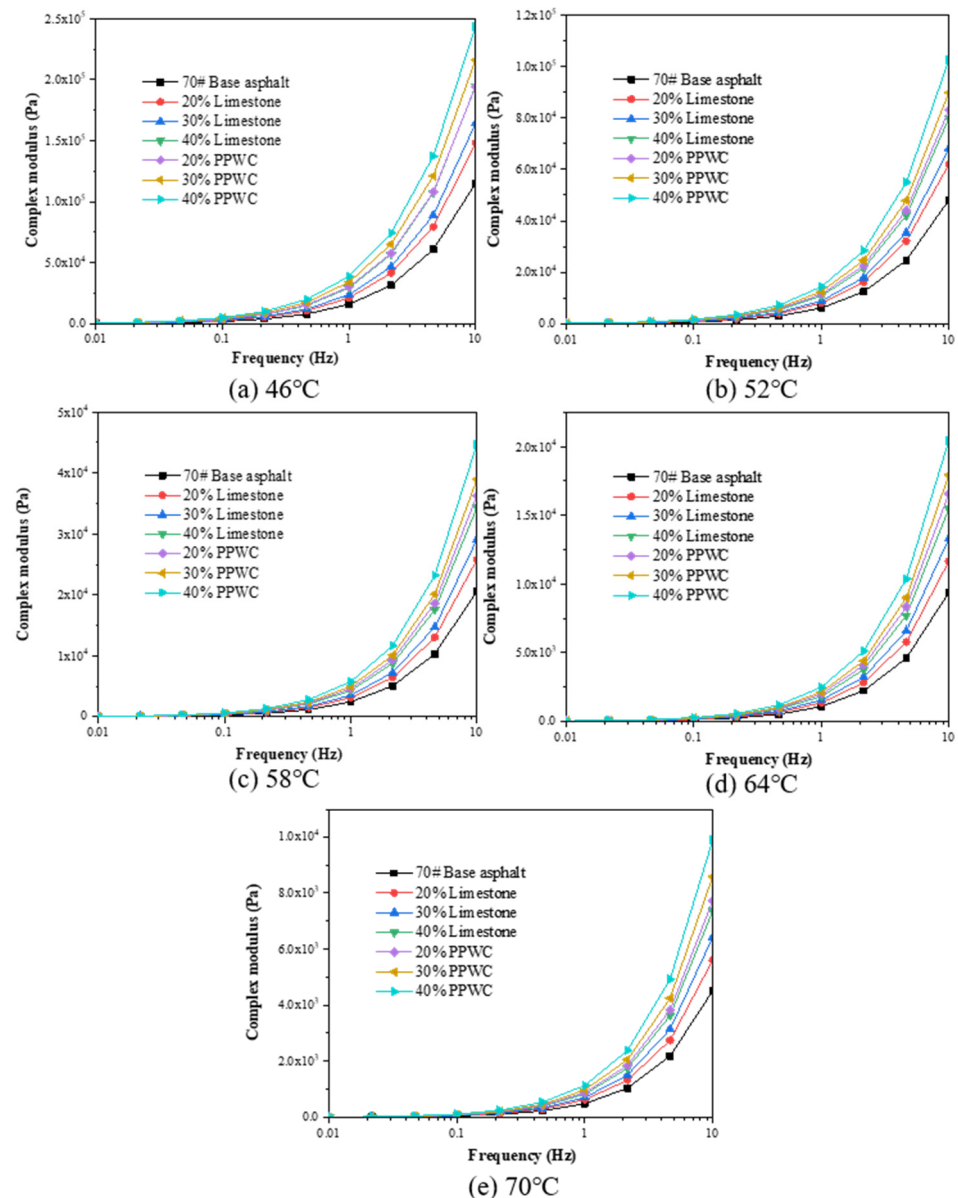 2.5x10⁵
2.0x10⁵
1.5x10⁵
1.0x10⁵
5.0x10⁴
0.0
Complex modulus (Pa)
70# Base asphalt
20% Limestone
30% Limestone
40% Limestone
20% PPWC
30% PPWC
40% PPWC
0.01 0.1 1 10
Frequency (Hz)
(a) 46℃
1.2x10⁵
1.0x10⁵
8.0x10⁴
6.0x10⁴
4.0x10⁴
2.0x10⁴
0.0
Complex modulus (Pa)
70# Base asphalt
20% Limestone
30% Limestone
40% Limestone
20% PPWC
30% PPWC
40% PPWC
0.01 0.1 1 10
Frequency (Hz)
(b) 52℃
5x10⁴
4x10⁴
3x10⁴
2x10⁴
1x10⁴
0
Complex modulus (Pa)
70# Base asphalt
20% Limestone
30% Limestone
40% Limestone
20% PPWC
30% PPWC
40% PPWC
0.01 0.1 1 10
Frequency (Hz)
(c) 58℃
2.0x10⁴
1.5x10⁴
1.0x10⁴
5.0x10³
0.0
Complex modulus (Pa)
70# Base asphalt
20% Limestone
30% Limestone
40% Limestone
20% PPWC
30% PPWC
40% PPWC
0.01 0.1 1 10
Frequency (Hz)
(d) 64℃
1.0x10⁴
8.0x10³
6.0x10³
4.0x10³
2.0x10³
0.0
Complex modulus (Pa)
70# Base asphalt
20% Limestone
30% Limestone
40% Limestone
20% PPWC
30% PPWC
40% PPWC
0.01 0.1 1 10
Frequency (Hz)
(e) 70℃